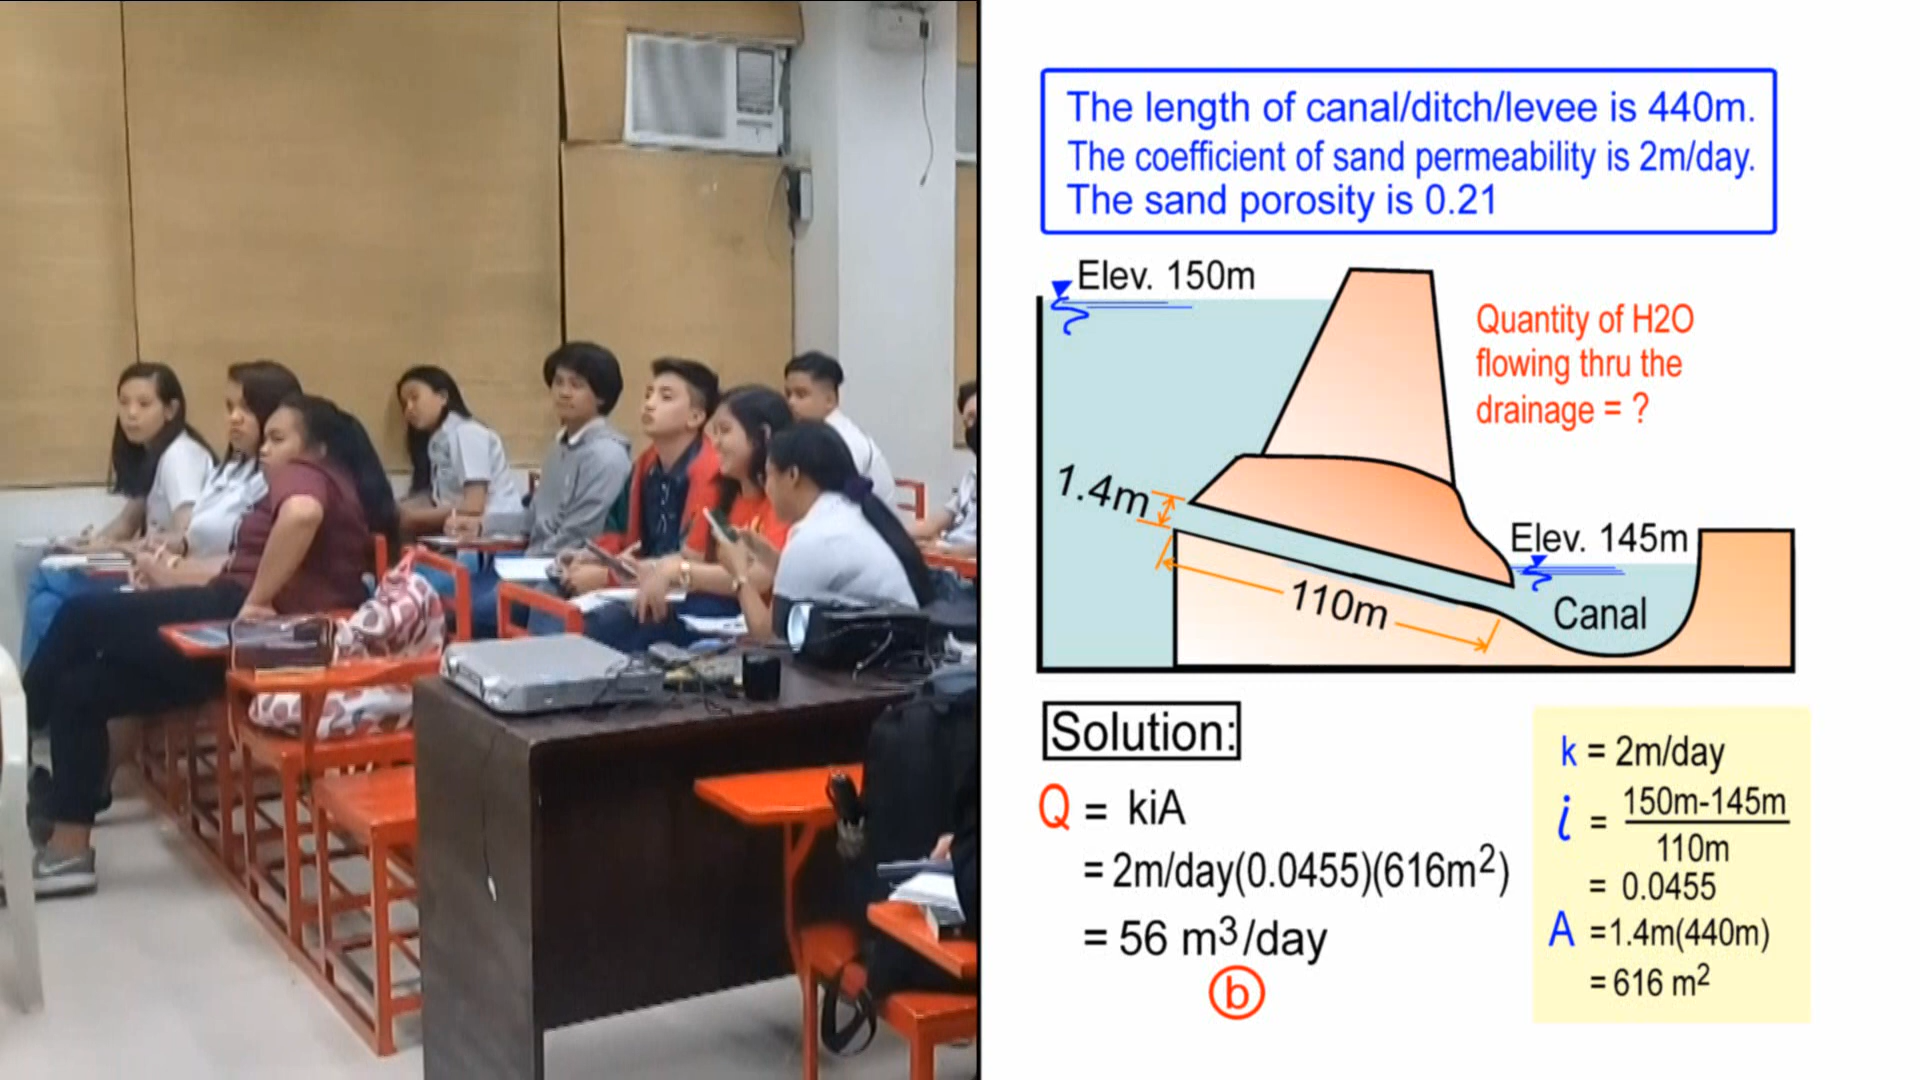 The length of canal/ditch/levee is 440m.
The coefficient of sand permeability is 2m/day.
The sand porosity is 0.21
Elev. 150m
Quantity of H2O
flowing thru the
drainage = ?
1.4m
Elev. 145m
110m
Canal
Solution:
Q = kiA
= 2m/day(0.0455)(616m²)
= 56 m³/day
b
k = 2m/day
i = 150m-145m
110m
= 0.0455
A =1.4m(440m)
= 616 m²